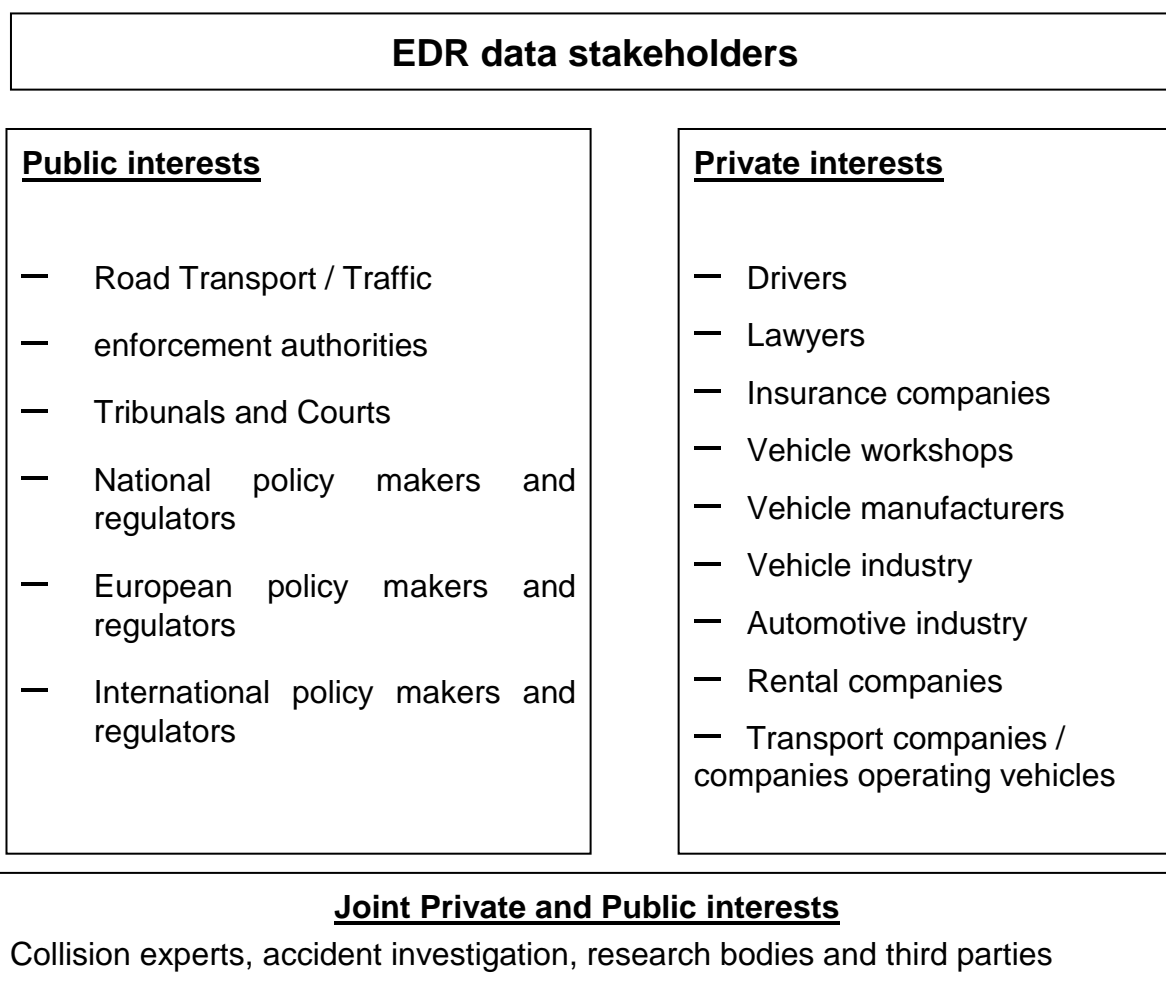 EDR data stakeholders
Public interests
— Road Transport / Traffic
— enforcement authorities
— Tribunals and Courts
— National policy makers and
regulators
— European policy makers and
regulators
— International policy makers and
regulators
Private interests
— Drivers
— Lawyers
— Insurance companies
— Vehicle workshops
— Vehicle manufacturers
— Vehicle industry
— Automotive industry
— Rental companies
— Transport companies /
companies operating vehicles
Joint Private and Public interests
Collision experts, accident investigation, research bodies and third parties